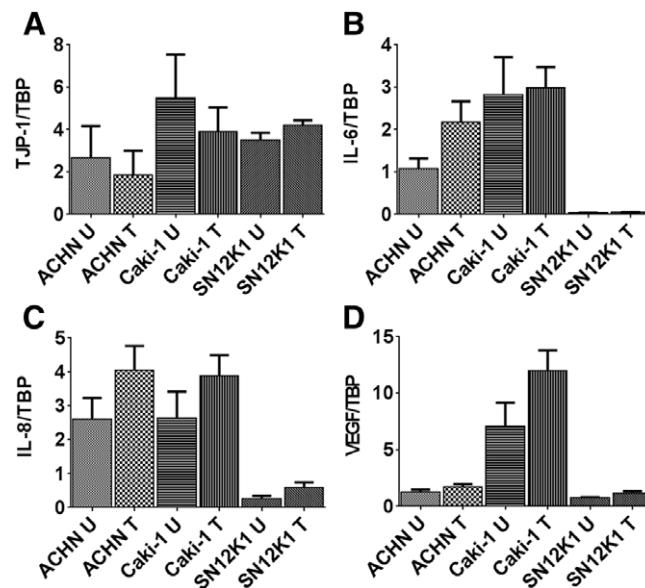 A
TJP-1/TBP
8
6
4
2
0
ACHN U
ACHN T
Caki-1 U
Caki-1 T
SN12K1 U
SN12K1 T
B
IL-6/TBP
4
3
2
1
0
ACHN U
ACHN T
Caki-1 U
Caki-1 T
SN12K1 U
SN12K1 T
C
IL-8/TBP
5
4
3
2
1
0
ACHN U
ACHN T
Caki-1 U
Caki-1 T
SN12K1 U
SN12K1 T
D
VEGF/TBP
15
10
5
0
ACHN U
ACHN T
Caki-1 U
Caki-1 T
SN12K1 U
SN12K1 T